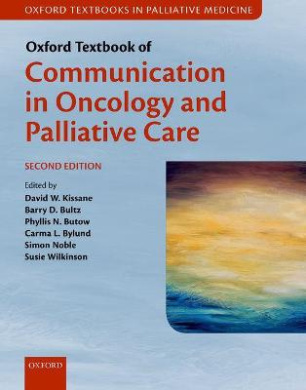 OXFORD TEXTBOOKS IN PALLIATIVE MEDICINE
Oxford Textbook of
Communication
in Oncology and
Palliative Care
SECOND EDITION
Edited by
David W. Kissane
Barry D. Bultz
Phyllis N. Butow
Carma L. Bylund
Simon Noble
Susie Wilkinson
OXFORD